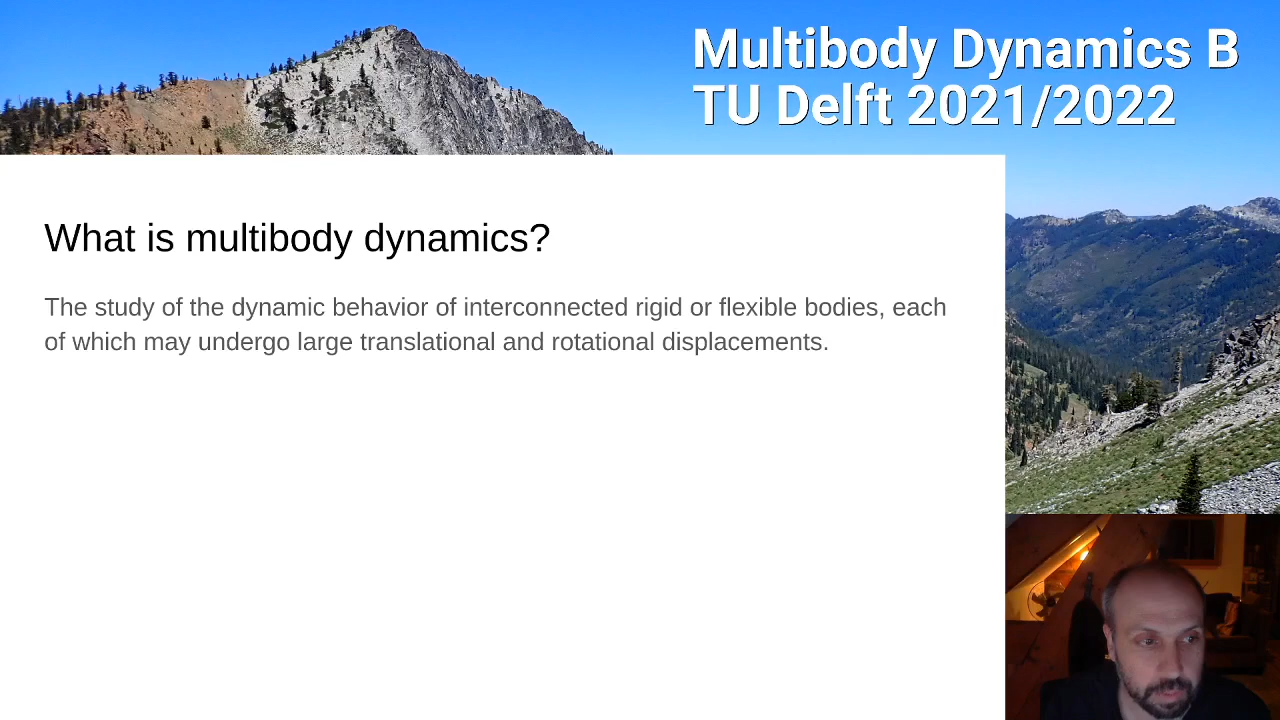 Multibody Dynamics B
TU Delft 2021/2022
What is multibody dynamics?
The study of the dynamic behavior of interconnected rigid or flexible bodies, each
of which may undergo large translational and rotational displacements.